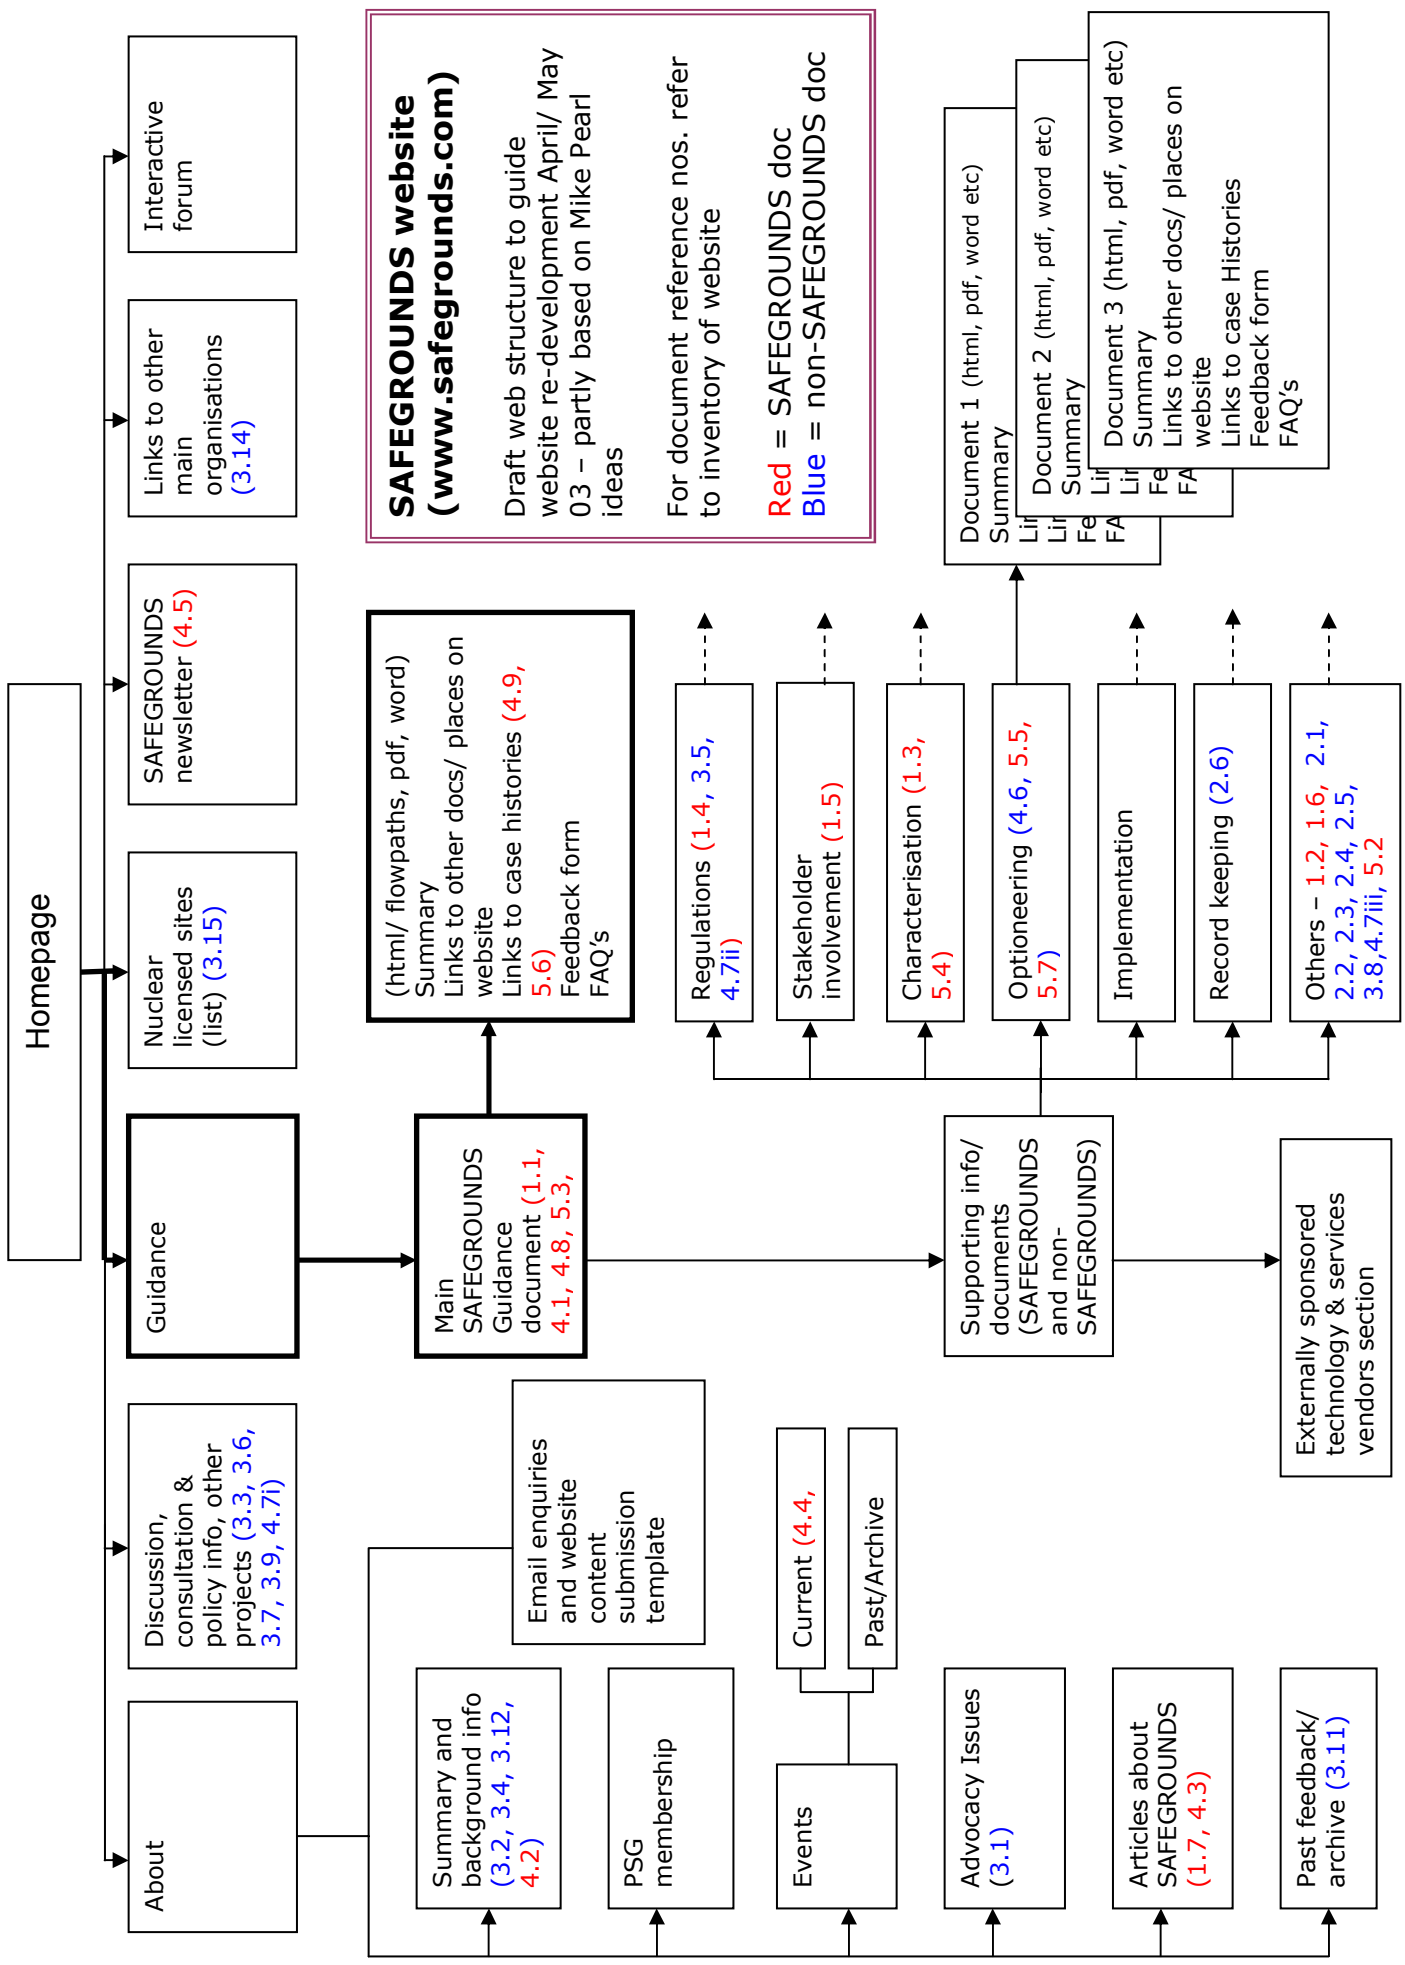 Homepage
About
Discussion,
consultation &
policy info, other
projects (3.3, 3.6,
3.7, 3.9, 4.7i)
Guidance
Nuclear
licensed sites
(list) (3.15)
SAFEGROUNDS
newsletter (4.5)
Links to other
main
organisations
(3.14)
Interactive
forum
Summary and
background info
(3.2, 3.4, 3.12,
4.2)
PSG
membership
Events
Current (4.4,
Past/Archive
Advocacy Issues
(3.1)
Articles about
SAFEGROUNDS
(1.7, 4.3)
Past feedback/
archive (3.11)
Email enquiries
and website
content
submission
template
Main
SAFEGROUNDS
Guidance
document (1.1,
4.1, 4.8, 5.3,
(html/ flowpaths, pdf, word)
Summary
Links to other docs/ places on
website
Links to case histories (4.9,
5.6)
Feedback form
FAQ's
Supporting info/
documents
(SAFEGROUNDS
and non-
SAFEGROUNDS)
Externally sponsored
technology & services
vendors section
Regulations (1.4, 3.5,
4.7ii)
Stakeholder
involvement (1.5)
Characterisation (1.3,
5.4)
Optioneering (4.6, 5.5,
5.7)
Implementation
Record keeping (2.6)
Others – 1.2, 1.6, 2.1,
2.2, 2.3, 2.4, 2.5,
3.8,4.7iii, 5.2
SAFEGROUNDS website
(www.safegrounds.com)
Draft web structure to guide
website re-development April/ May
03 – partly based on Mike Pearl
ideas
For document reference nos. refer
to inventory of website
Red = SAFEGROUNDS doc
Blue = non-SAFEGROUNDS doc
Document 1 (html, pdf, word etc)
Summary
Document 2 (html, pdf, word etc)
Summary
Document 3 (html, pdf, word etc)
Summary
Links to other docs/ places on
website
Links to case Histories
Feedback form
FAQ's